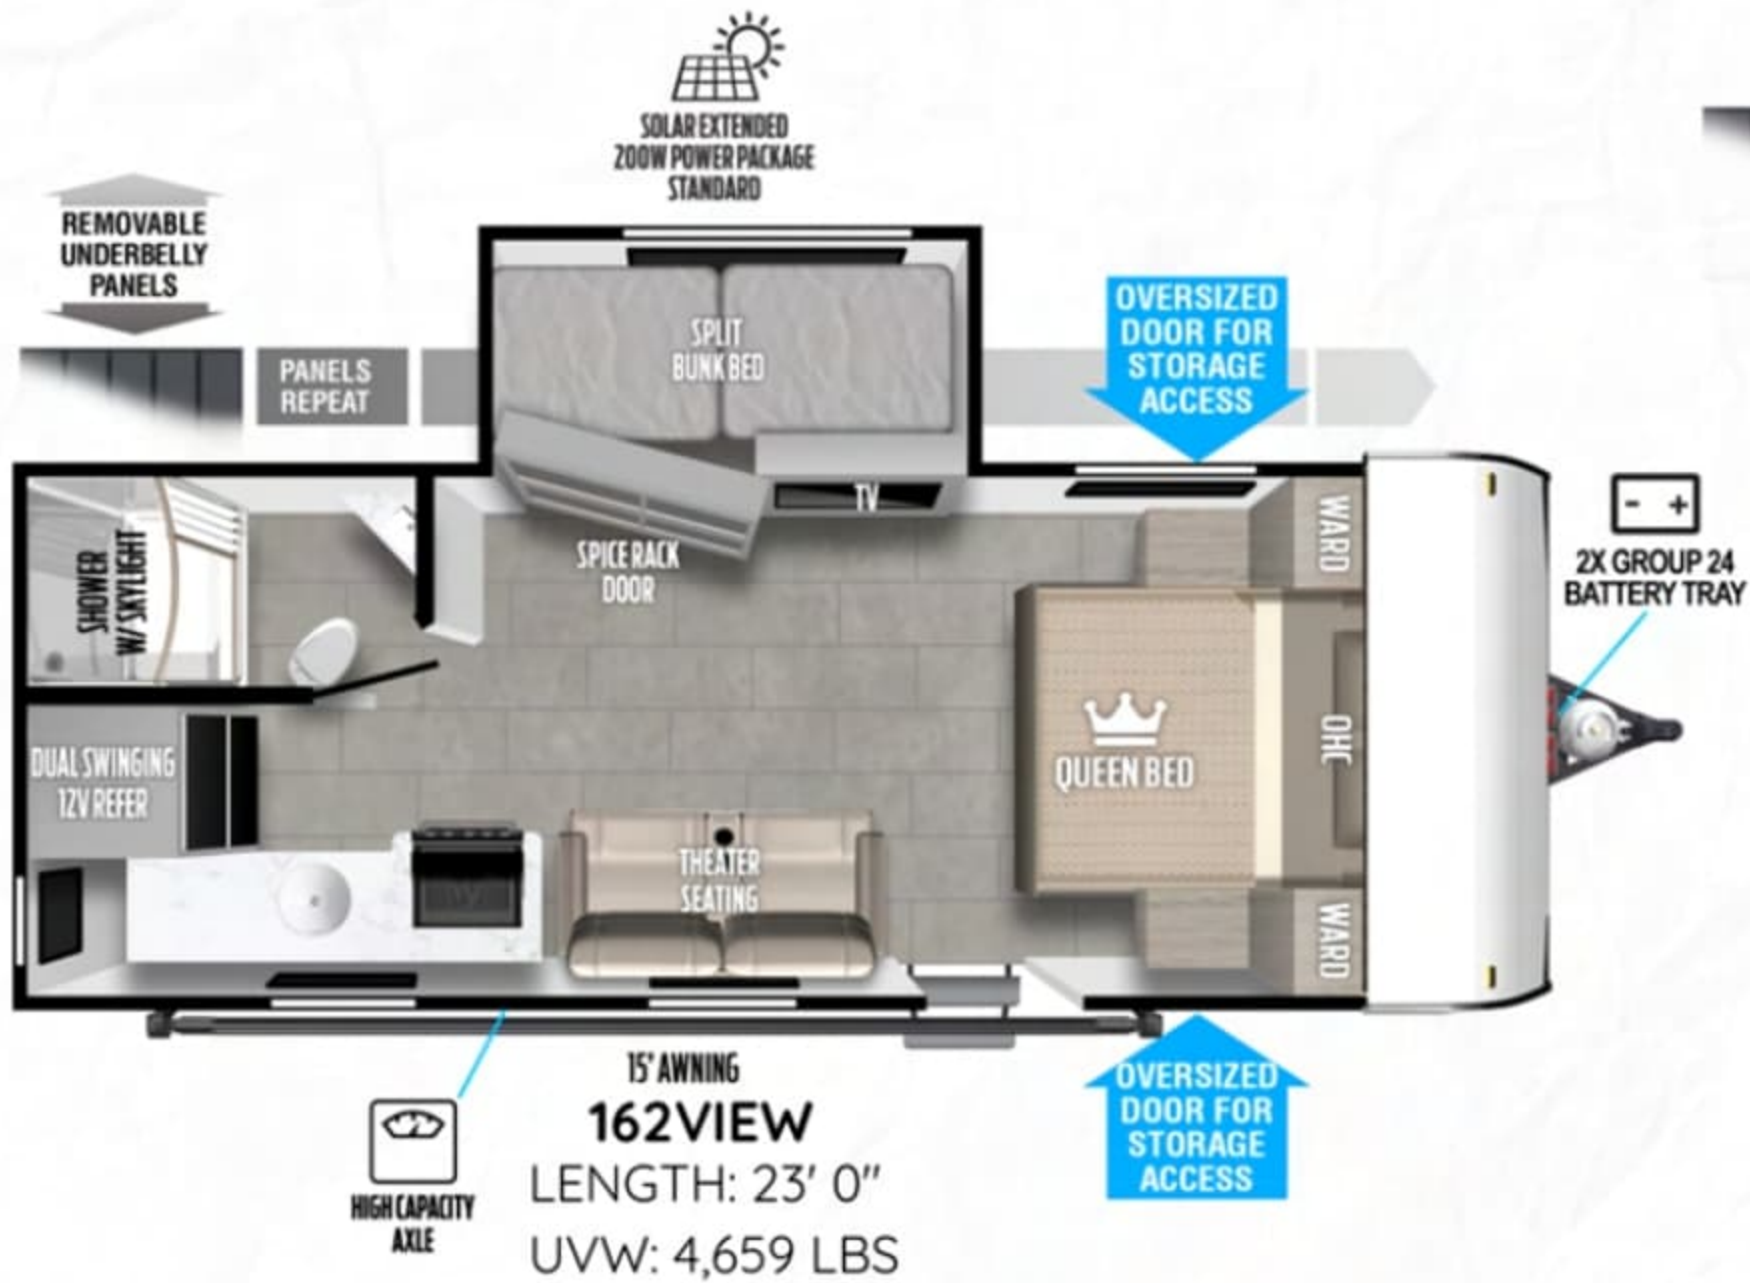 SOLAR EXTENDED
200W POWER PACKAGE
STANDARD
REMOVABLE
UNDERBELLY
PANELS
PANELS
REPEAT
SPLIT
BUNK BED
OVERSIZED
DOOR FOR
STORAGE
ACCESS
TV
SPICE RACK
DOOR
SHOWER
W/ SKYLIGHT
WARD
- +
2X GROUP 24
BATTERY TRAY
QUEEN BED
OHC
DUAL SWINGING
12V REFER
THEATER
SEATING
WARD
15' AWNING
162VIEW
LENGTH: 23' 0"
UVW: 4,659 LBS
HIGH CAPACITY
AXLE
OVERSIZED
DOOR FOR
STORAGE
ACCESS